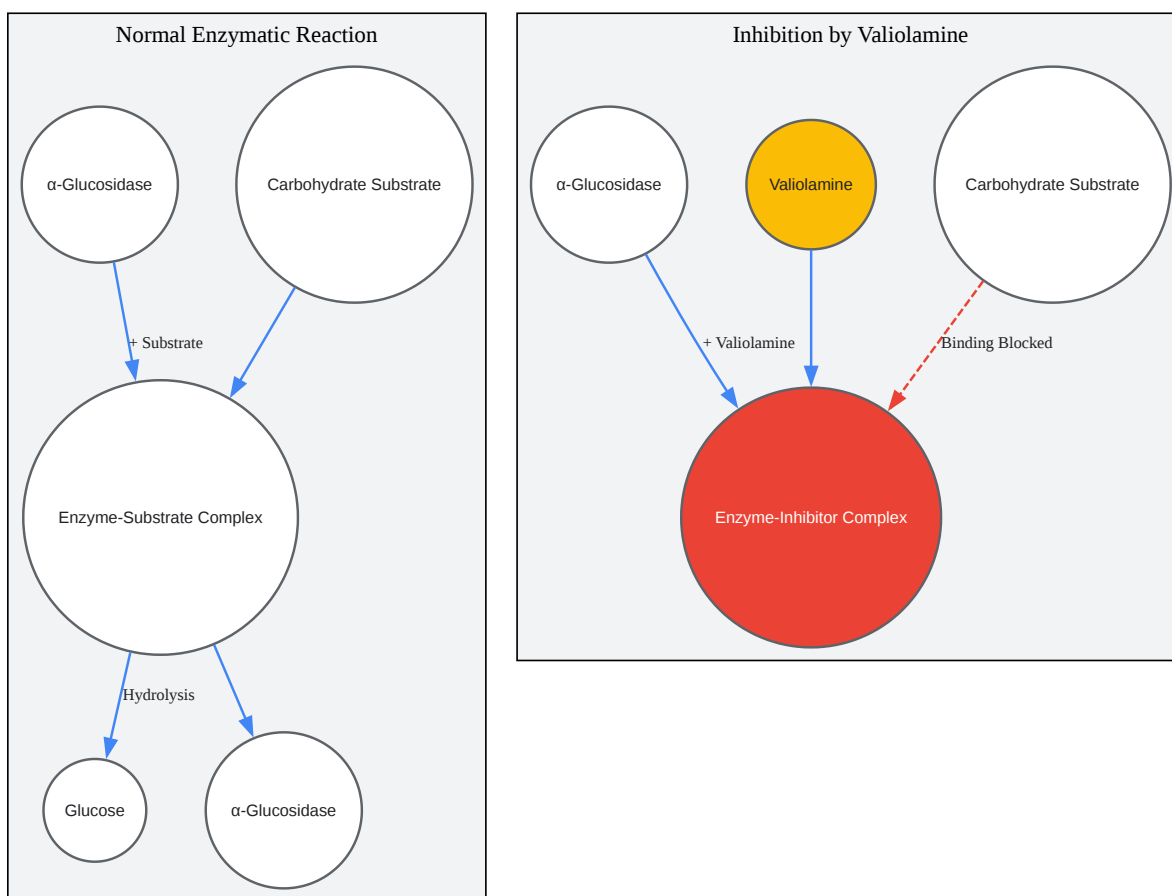 Normal Enzymatic Reaction
α-Glucosidase
Carbohydrate Substrate
+ Substrate
Enzyme-Substrate Complex
Hydrolysis
Glucose
α-Glucosidase
Inhibition by Valiolamine
α-Glucosidase
Valiolamine
Carbohydrate Substrate
+ Valiolamine
Binding Blocked
Enzyme-Inhibitor Complex